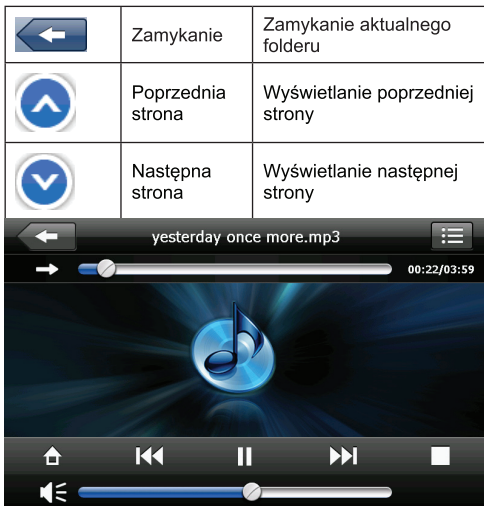 Zamykanie
Zamykanie aktualnego
folderu
Poprzednia
strona
Wyświetlanie poprzedniej
strony
Następna
strona
Wyświetlanie następnej
strony
yesterday once more.mp3
00:22/03:59